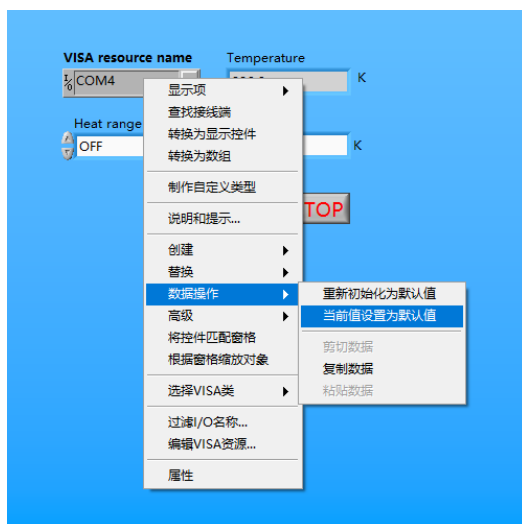 VISA resource name
Temperature
COM4
K
Heat range
OFF
K
TOP
显示项
查找接线端
转换为显示控件
转换为数组
制作自定义类型
说明和提示...
创建
替换
数据操作
高级
将控件匹配窗格
根据窗格缩放对象
选择VISA类
过滤I/O名称...
编辑VISA资源...
属性
重新初始化为默认值
当前值设置为默认值
剪切数据
复制数据
粘贴数据